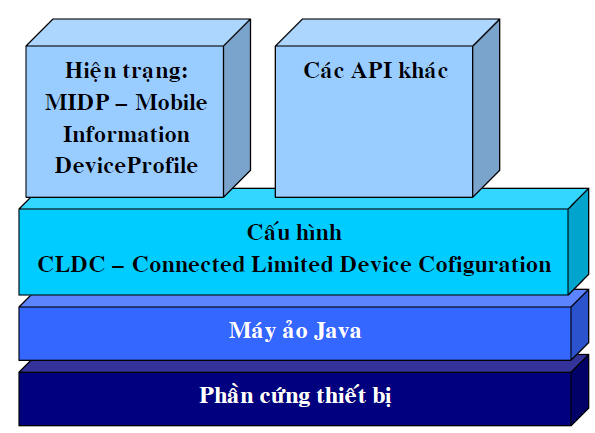 Hiện trạng:
MIDP – Mobile
Information
DeviceProfile
Các API khác
Cấu hình
CLDC – Connected Limited Device Cofiguration
Máy ảo Java
Phần cứng thiết bị